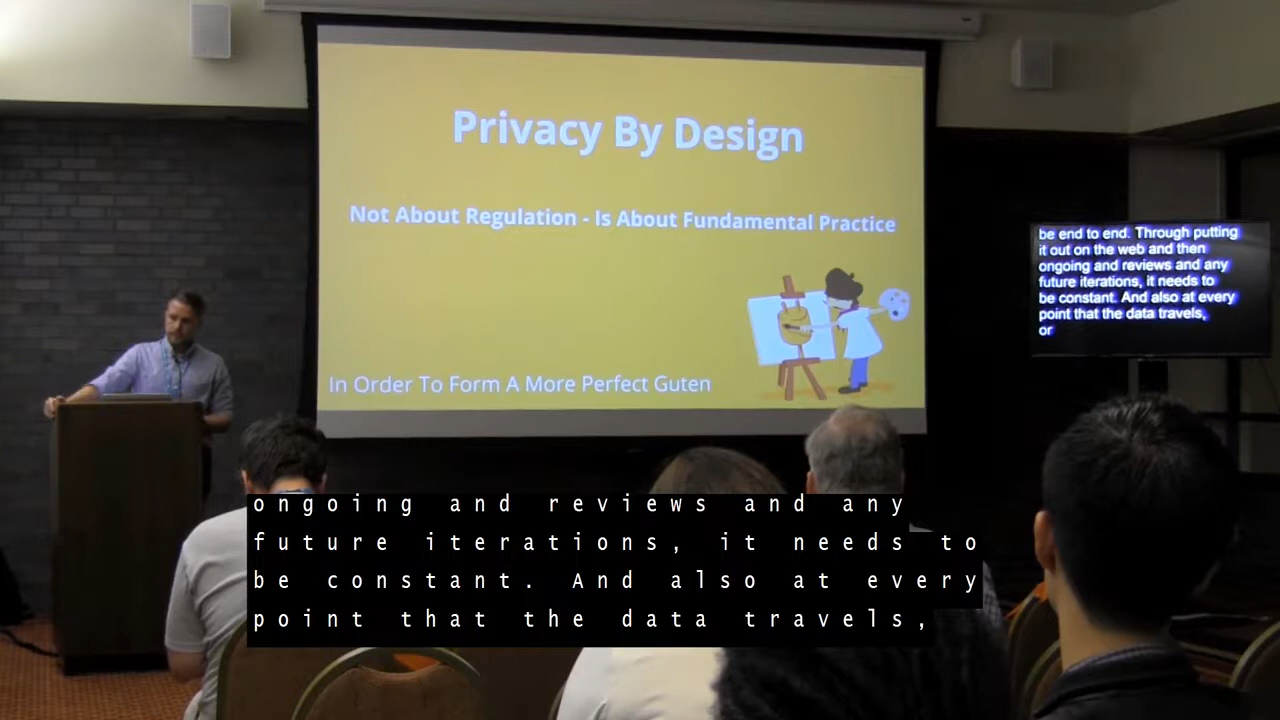 Privacy By Design
Not About Regulation - Is About Fundamental Practice
In Order To Form A More Perfect Guten
be end to end. Through putting
it out on the web and then
ongoing and reviews and any
future iterations, it needs to
be constant. And also at every
point that the data travels,
or
ongoing and reviews and any
future iterations, it needs to
be constant. And also at every
point that the data travels,